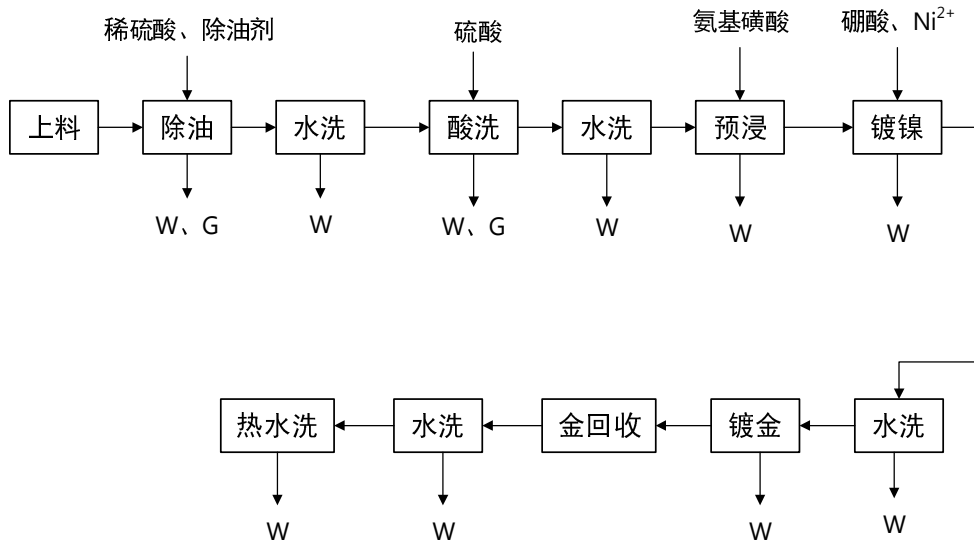 稀硫酸、除油剂
硫酸
氨基磺酸
硼酸、Ni²⁺
上料
除油
水洗
酸洗
水洗
预浸
镀镍
W、G
W
W、G
W
W
W
热水洗
水洗
金回收
镀金
水洗
W
W
W
W